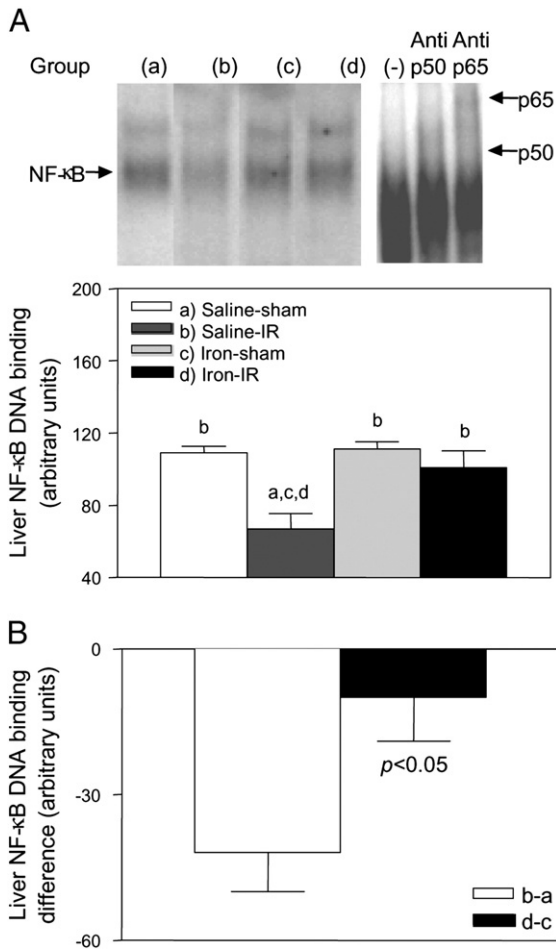 A
Group (a) (b) (c) (d) (-) Anti p50 Anti p65
NF-κB
p65
p50
Liver NF-κB DNA binding
(arbitrary units)
200
160
120
80
40
a) Saline-sham
b) Saline-IR
c) Iron-sham
d) Iron-IR
b
a,c,d
b
b
B
Liver NF-κB DNA binding
difference (arbitrary units)
0
-30
-60
p<0.05
b-a
d-c